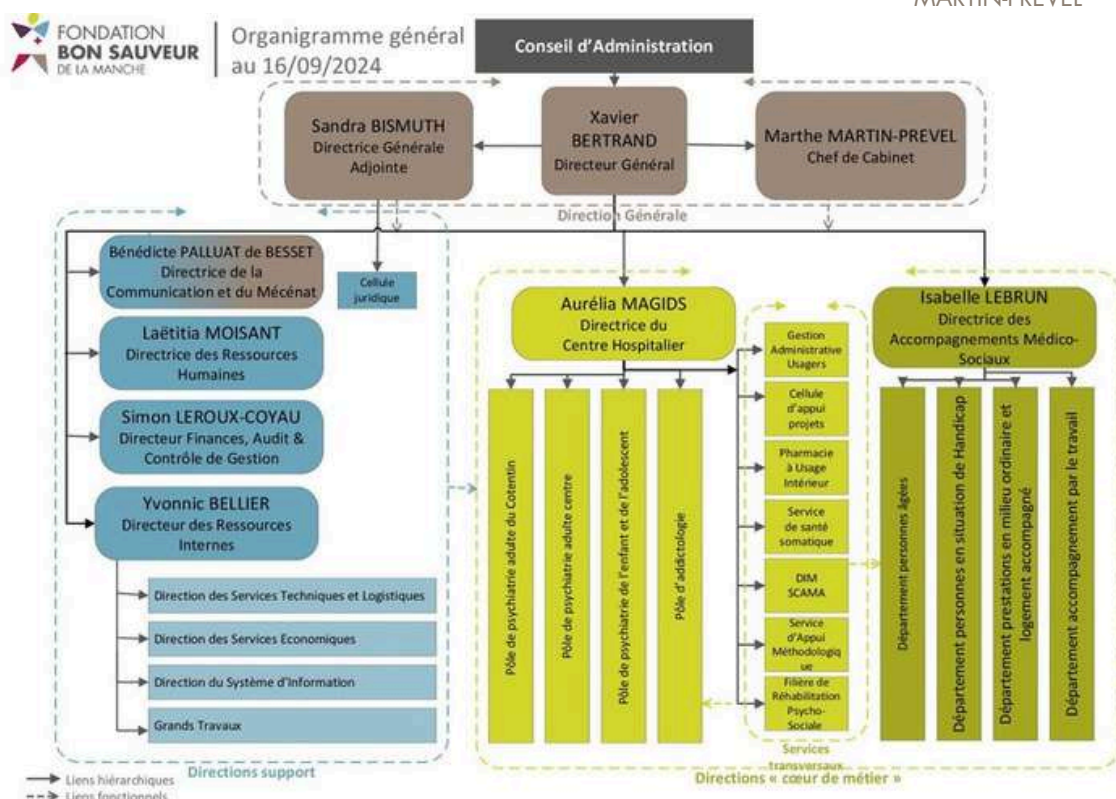 MARTIN-PREVEL
FONDATION
BON SAUVEUR
DE LA MANCHE
Organigramme général
au 16/09/2024
Conseil d'Administration
Sandra BISMUTH
Directrice Générale
Adjointe
Xavier
BERTRAND
Directeur Général
Marthe MARTIN-PREVEL
Chef de Cabinet
Direction Générale
Bénédicte PALLUAT de BESSET
Directrice de la
Communication et du Mécénat
Cellule
juridique
Laëtitia MOISANT
Directrice des Ressources
Humaines
Simon LEROUX-COYAU
Directeur Finances, Audit &
Contrôle de Gestion
Yvonnic BELLIER
Directeur des Ressources
Internes
Direction des Services Techniques et Logistiques
Direction des Services Economiques
Direction du Système d'Information
Grands Travaux
Directions support
Aurélia MAGIDS
Directrice du
Centre Hospitalier
Pôle de psychiatrie adulte du Cotentin
Pôle de psychiatrie adulte centre
Pôle de psychiatrie de l'enfant et de l'adolescent
Pôle d'addictologie
Gestion
Administrative
Usagers
Cellule
d'appui
projets
Pharmacie
à Usage
Intérieur
Service
de santé
somatique
DIM
SCAMA
Service
d'Appui
Méthodologiq
ue
Filière de
Réhabilitation
Psycho-
Sociale
Services
transversaux
Isabelle LEBRUN
Directrice des
Accompagnements Médico-
Sociaux
Département personnes âgées
Département personnes en situation de Handicap
Département prestations en milieu ordinaire et
logement accompagné
Département accompagnement par le travail
Directions « cœur de métier »
Liens hiérarchiques
Liens fonctionnels